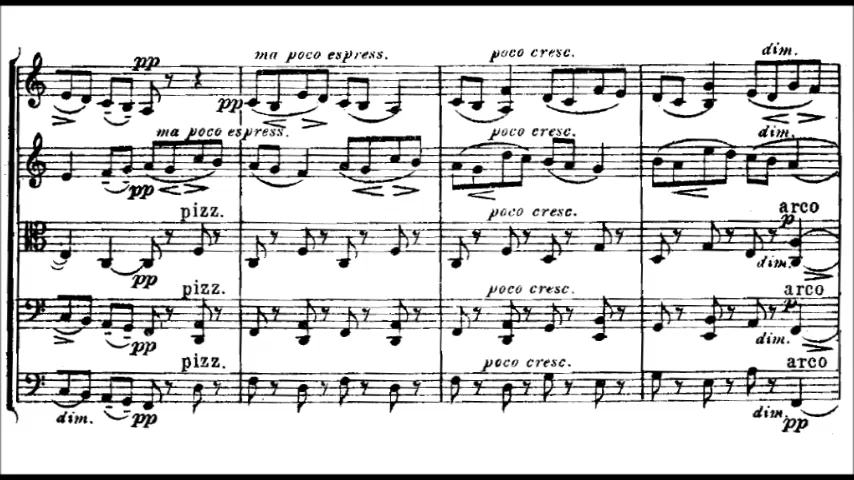 pp
ma poco espress.
poco cresc.
dim.
pp
ma poco espress.
poco cresc.
dim.
pp
pizz.
poco cresc.
arco
p
pp
dim.
pizz.
poco cresc.
arco
p
pp
dim.
pizz.
poco cresc.
arco
dim.
pp
dim.
pp